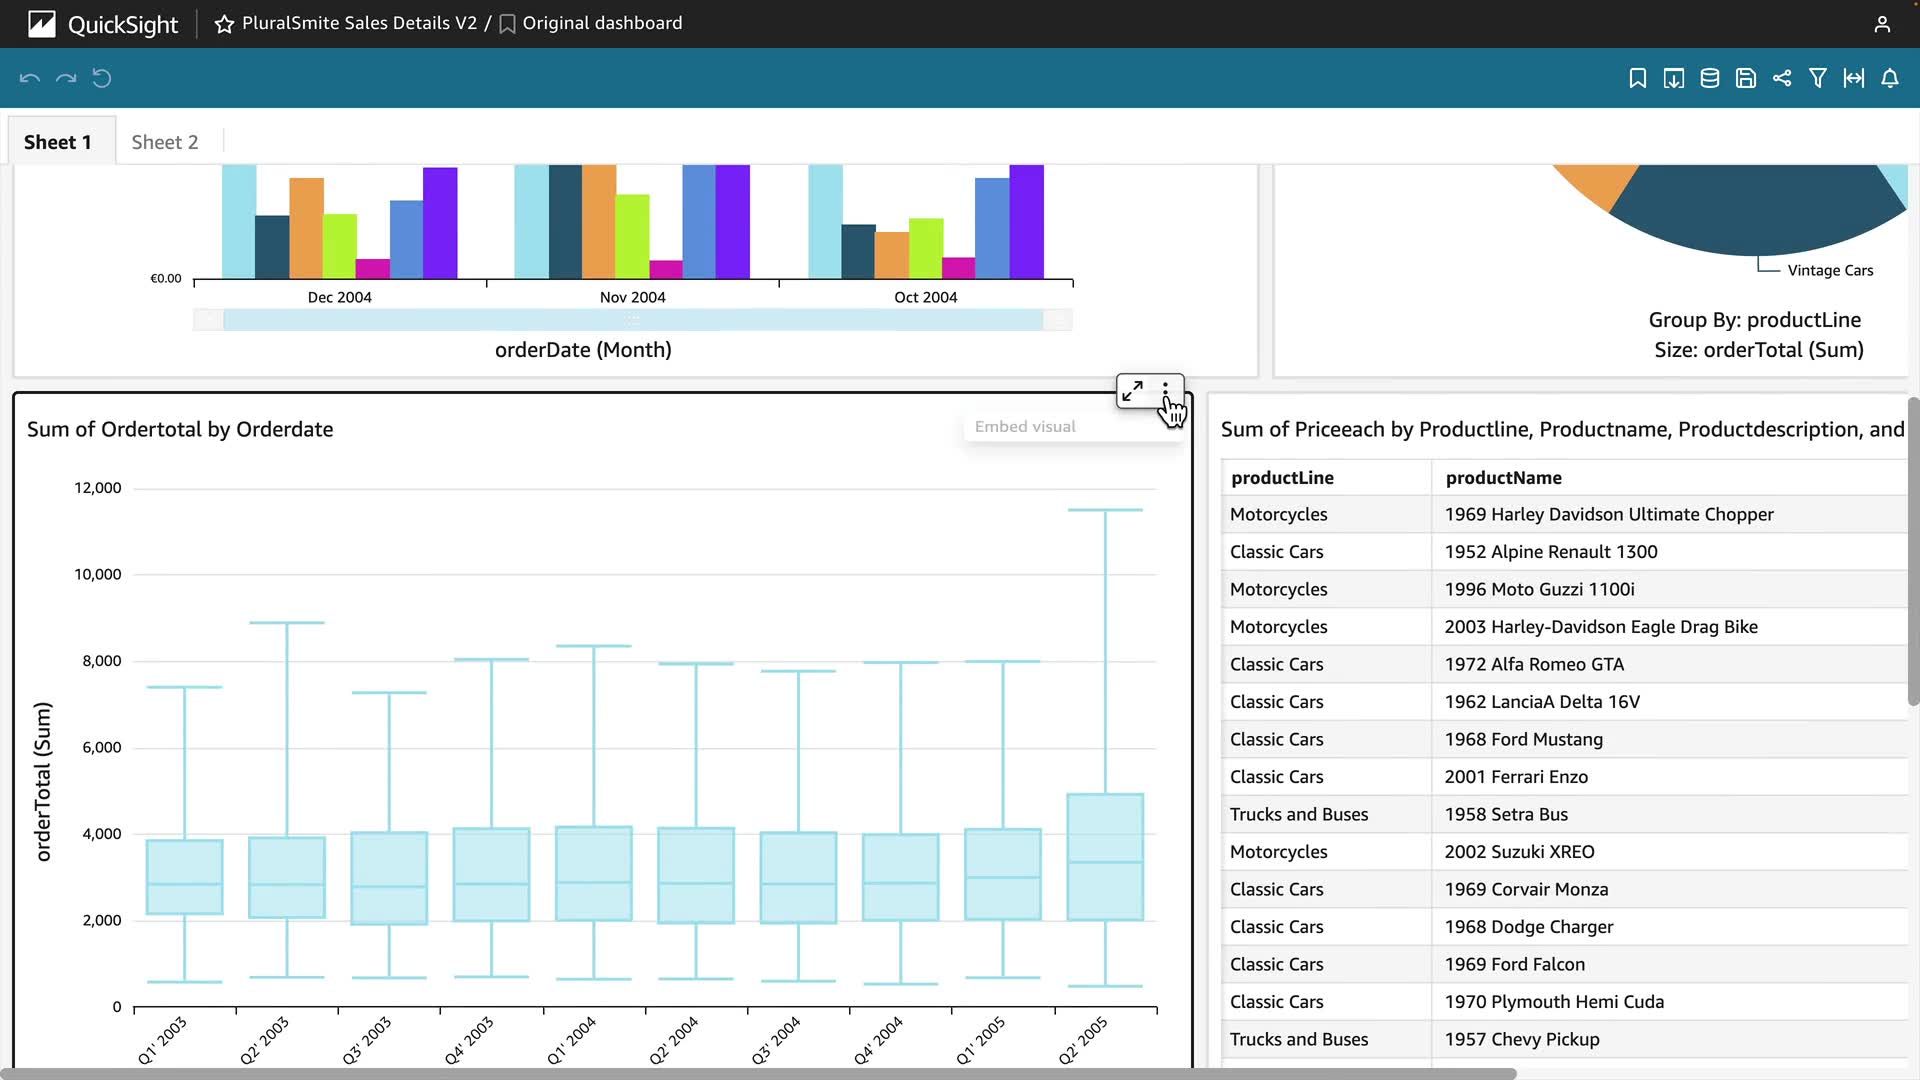 QuickSight
PluralSmite Sales Details V2 / Original dashboard
Sheet 1
Sheet 2
€0.00
Dec 2004
Nov 2004
Oct 2004
orderDate (Month)
Vintage Cars
Group By: productLine
Size: orderTotal (Sum)
Sum of Ordertotal by Orderdate
Embed visual
12,000
10,000
8,000
6,000
4,000
2,000
0
orderTotal (Sum)
Q1' 2003
Q2' 2003
Q3' 2003
Q4' 2003
Q1' 2004
Q2' 2004
Q3' 2004
Q4' 2004
Q1' 2005
Q2' 2005
Sum of Priceeach by Productline, Productname, Productdescription, and
productLine productName
Motorcycles 1969 Harley Davidson Ultimate Chopper
Classic Cars 1952 Alpine Renault 1300
Motorcycles 1996 Moto Guzzi 1100i
Motorcycles 2003 Harley-Davidson Eagle Drag Bike
Classic Cars 1972 Alfa Romeo GTA
Classic Cars 1962 LanciaA Delta 16V
Classic Cars 1968 Ford Mustang
Classic Cars 2001 Ferrari Enzo
Trucks and Buses 1958 Setra Bus
Motorcycles 2002 Suzuki XREO
Classic Cars 1969 Corvair Monza
Classic Cars 1968 Dodge Charger
Classic Cars 1969 Ford Falcon
Classic Cars 1970 Plymouth Hemi Cuda
Trucks and Buses 1957 Chevy Pickup